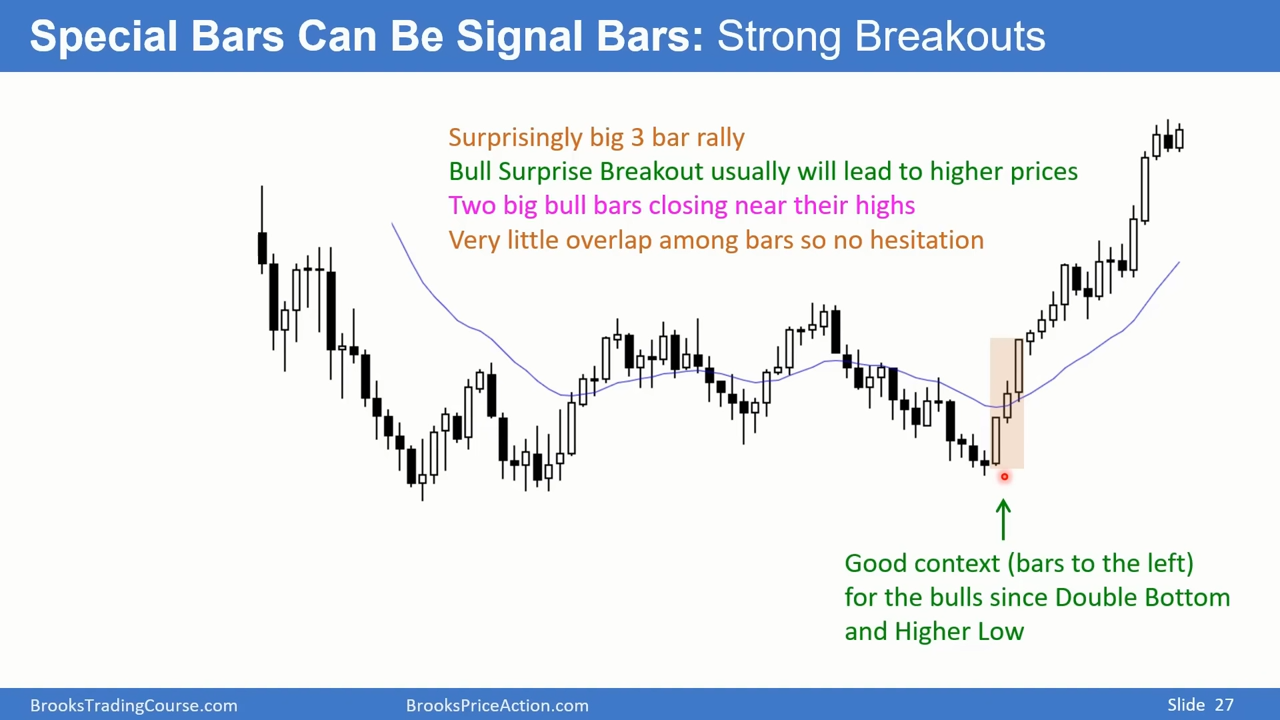 Special Bars Can Be Signal Bars: Strong Breakouts
Surprisingly big 3 bar rally
Bull Surprise Breakout usually will lead to higher prices
Two big bull bars closing near their highs
Very little overlap among bars so no hesitation
Good context (bars to the left)
for the bulls since Double Bottom
and Higher Low
BrooksTradingCourse.com
BrooksPriceAction.com
Slide 27